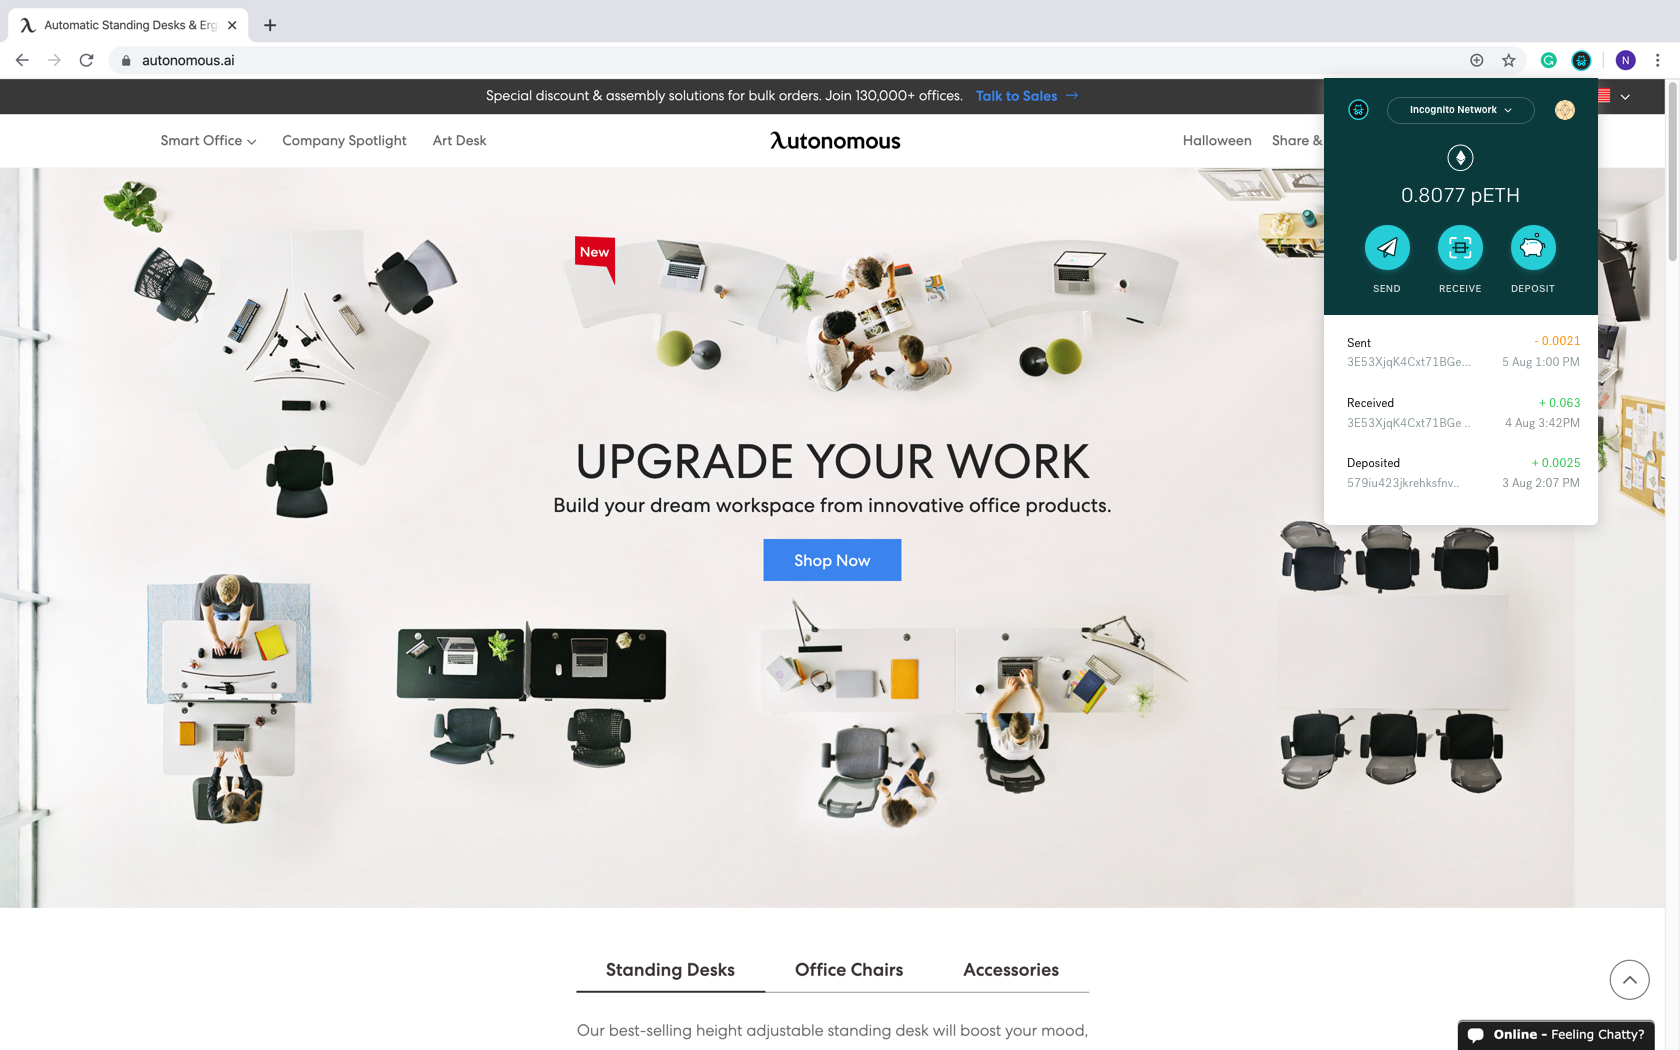 Automatic Standing Desks & Erg
autonomous.ai
N
Special discount & assembly solutions for bulk orders. Join 130,000+ offices. Talk to Sales →
Smart Office
Company Spotlight
Art Desk
Autonomous
Halloween
Share &
Incognito Network
0.8077 pETH
SEND
RECEIVE
DEPOSIT
Sent
- 0.0021
3E53XjqK4Cxt71BGe...
5 Aug 1:00 PM
Received
+ 0.063
3E53XjqK4Cxt71BGe ..
4 Aug 3:42PM
Deposited
+ 0.0025
579iu423jkrehksfnv..
3 Aug 2:07 PM
New
UPGRADE YOUR WORK
Build your dream workspace from innovative office products.
Shop Now
Standing Desks
Office Chairs
Accessories
Our best-selling height adjustable standing desk will boost your mood,
Online - Feeling Chatty?